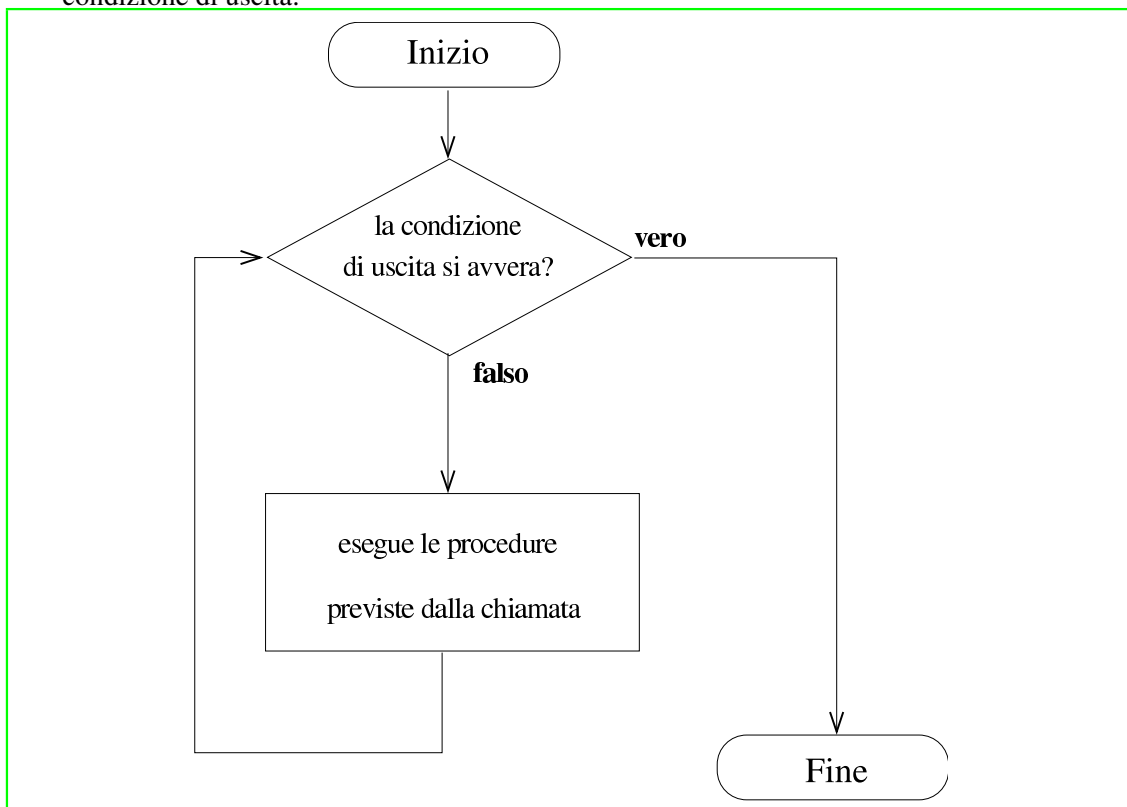 condizione di uscita.
Inizio
la condizione
di uscita si avvera?
vero
falso
esegue le procedure
previste dalla chiamata
Fine